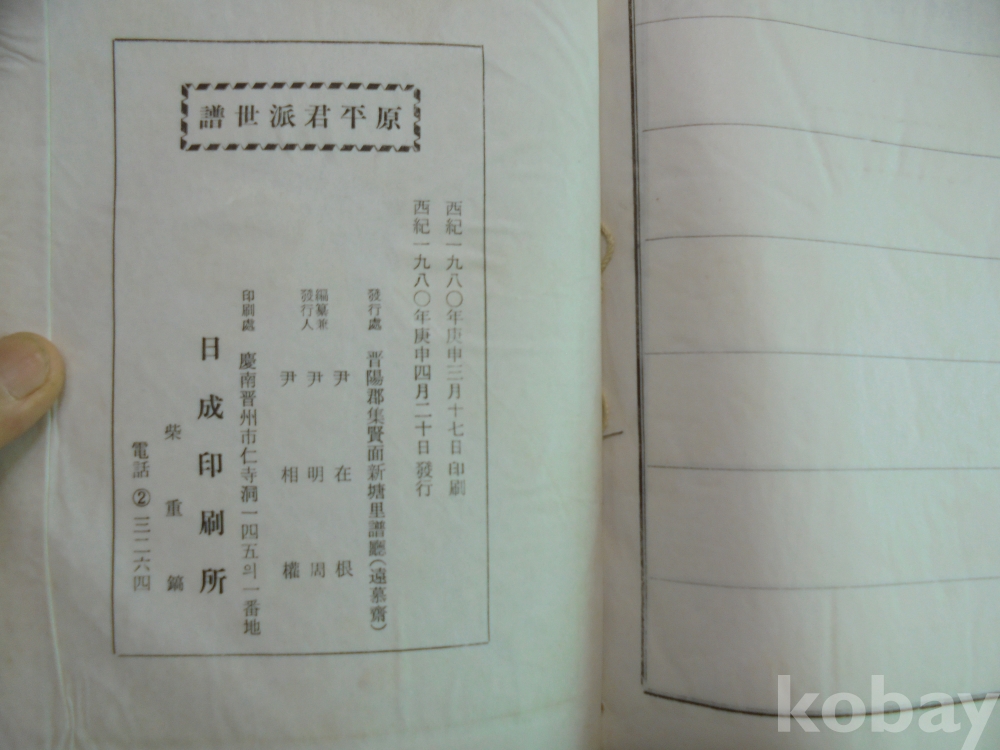 原平君派世譜
西紀一九八〇年庚申三月十七日 印刷
西紀一九八〇年庚申四月二十日 發行
發行處 晋陽郡集賢面新塘里譜廳(遠慕齋)
編纂兼發行人 尹在根
尹明周
尹相權
印刷處 慶南晋州市仁寺洞一四五의一番地
日成印刷所
柴重鎬
電話 ②三二六四
kobay